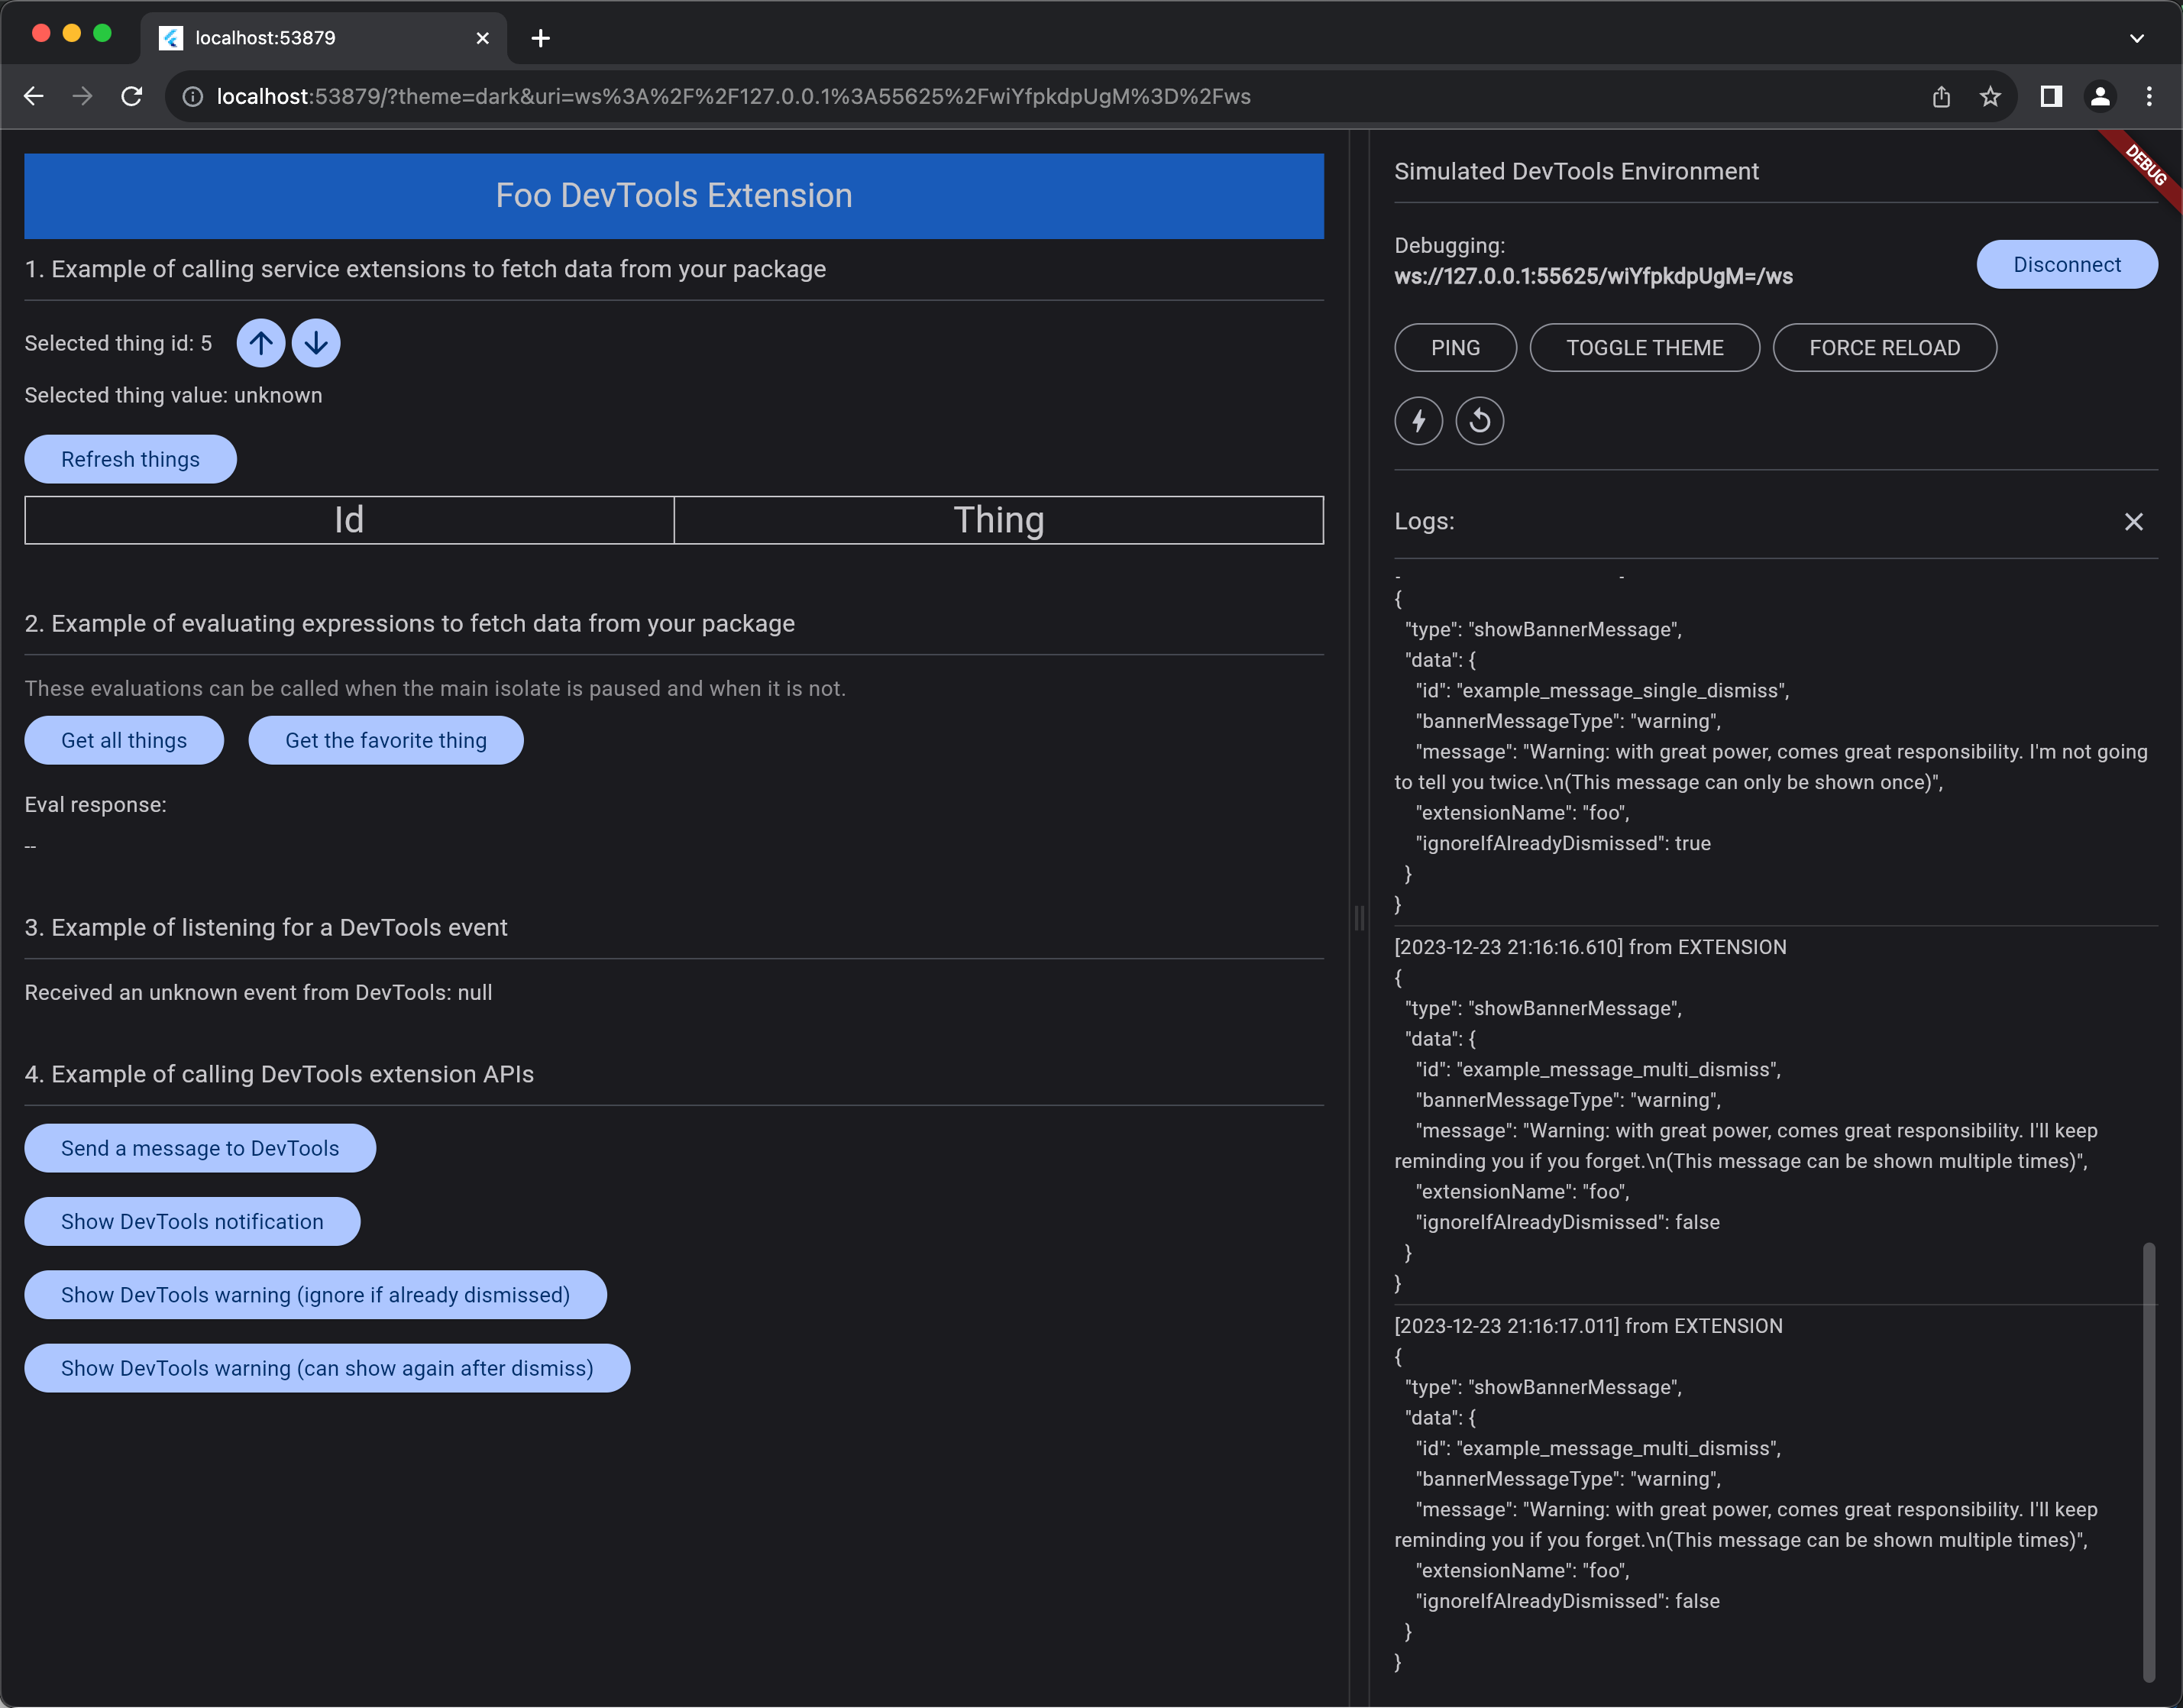 localhost:53879
localhost:53879/?theme=dark&uri=ws%3A%2F%2F127.0.0.1%3A55625%2FwiYfpkdpUgM%3D%2Fws
Foo DevTools Extension
1. Example of calling service extensions to fetch data from your package
Selected thing id: 5
Selected thing value: unknown
Refresh things
Id Thing
2. Example of evaluating expressions to fetch data from your package
These evaluations can be called when the main isolate is paused and when it is not.
Get all things Get the favorite thing
Eval response:
--
3. Example of listening for a DevTools event
Received an unknown event from DevTools: null
4. Example of calling DevTools extension APIs
Send a message to DevTools
Show DevTools notification
Show DevTools warning (ignore if already dismissed)
Show DevTools warning (can show again after dismiss)
DEBUG
Simulated DevTools Environment
Debugging:
ws://127.0.0.1:55625/wiYfpkdpUgM=/ws
Disconnect
PING TOGGLE THEME FORCE RELOAD
Logs:
{
"type": "showBannerMessage",
"data": {
"id": "example_message_single_dismiss",
"bannerMessageType": "warning",
"message": "Warning: with great power, comes great responsibility. I'm not going
to tell you twice.\n(This message can only be shown once)",
"extensionName": "foo",
"ignoreIfAlreadyDismissed": true
}
}
[2023-12-23 21:16:16.610] from EXTENSION
{
"type": "showBannerMessage",
"data": {
"id": "example_message_multi_dismiss",
"bannerMessageType": "warning",
"message": "Warning: with great power, comes great responsibility. I'll keep
reminding you if you forget.\n(This message can be shown multiple times)",
"extensionName": "foo",
"ignoreIfAlreadyDismissed": false
}
}
[2023-12-23 21:16:17.011] from EXTENSION
{
"type": "showBannerMessage",
"data": {
"id": "example_message_multi_dismiss",
"bannerMessageType": "warning",
"message": "Warning: with great power, comes great responsibility. I'll keep
reminding you if you forget.\n(This message can be shown multiple times)",
"extensionName": "foo",
"ignoreIfAlreadyDismissed": false
}
}